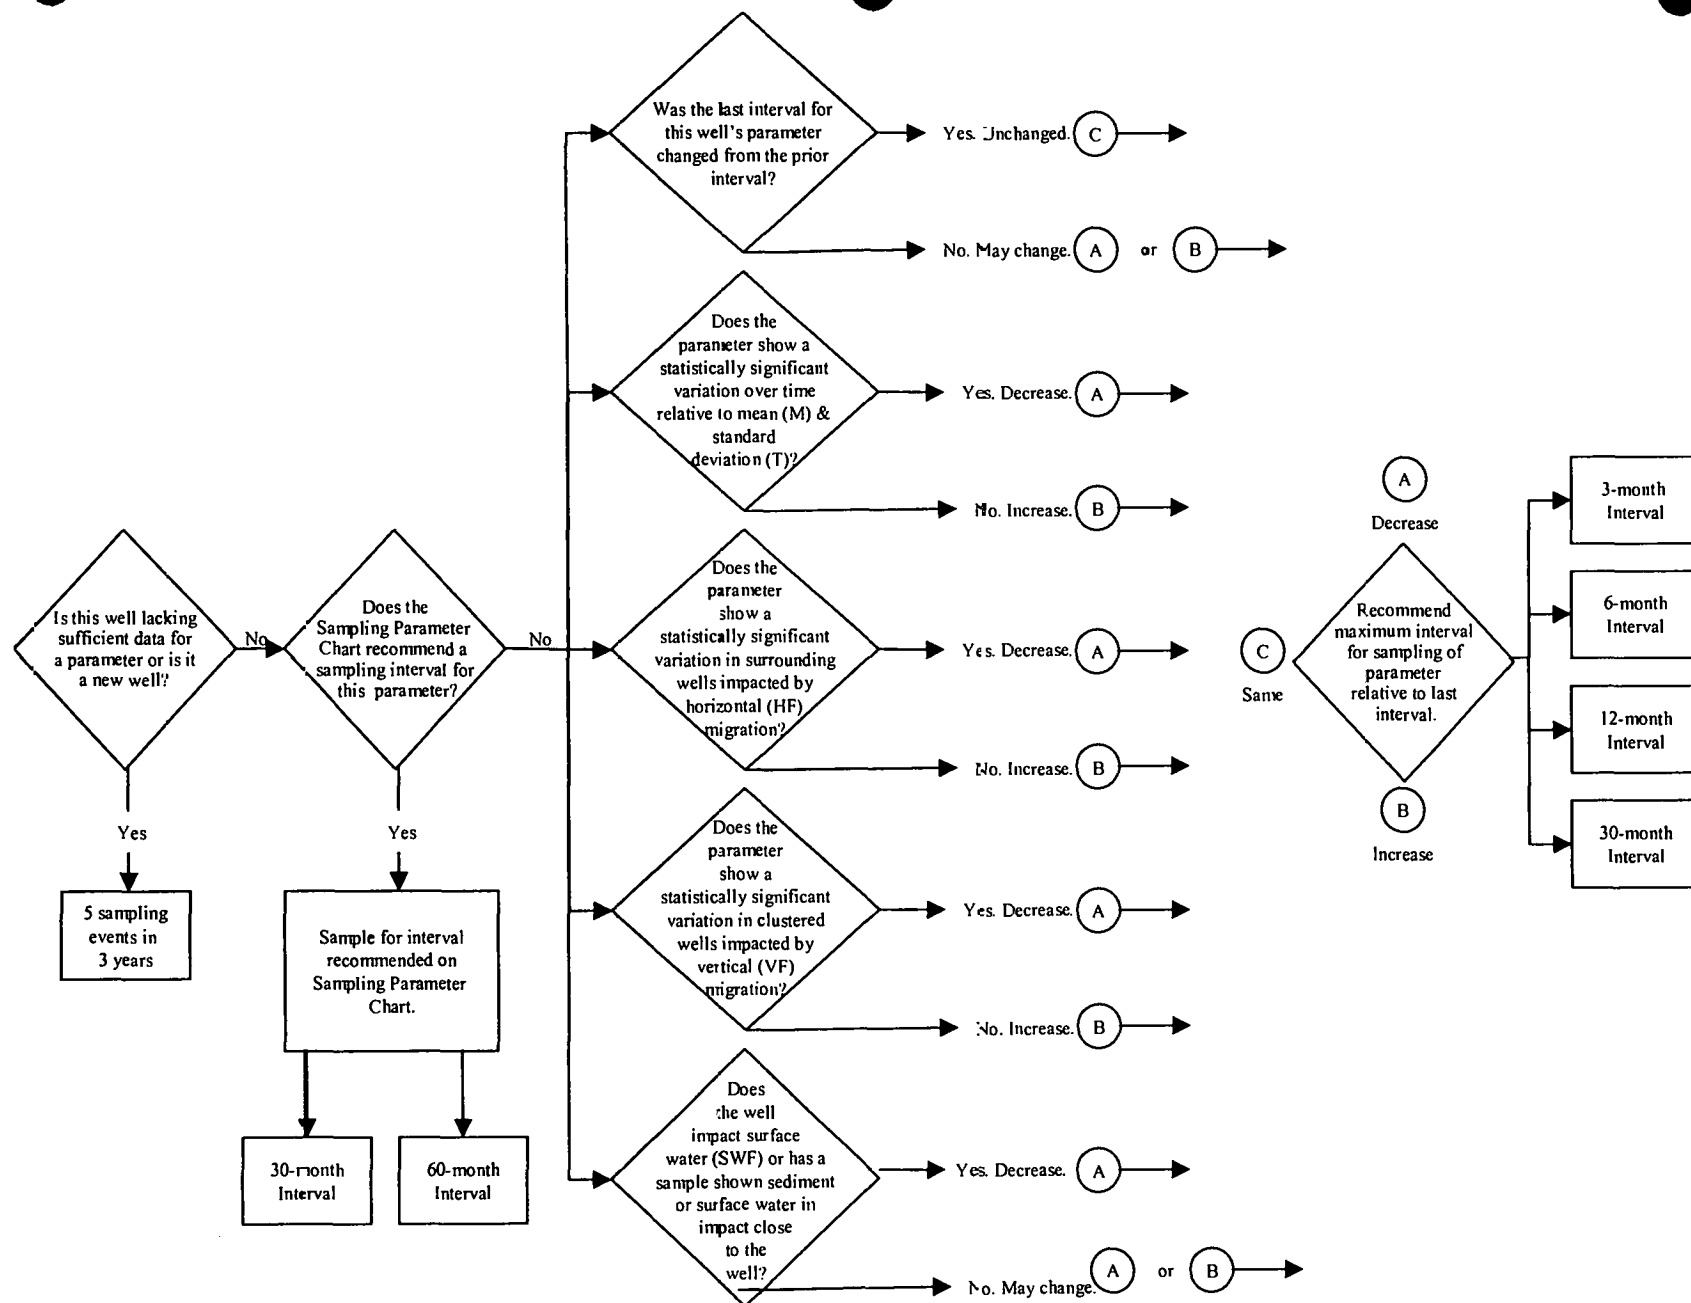 Was the last interval for
this well's parameter
changed from the prior
interval?
Yes. Unchanged. C
No. May change. A or B
Does the
parameter show a
statistically significant
variation over time
relative to mean (M) &
standard
deviation (T)?
Yes. Decrease. A
No. Increase. B
Is this well lacking
sufficient data for
a parameter or is it
a new well?
No
Yes
5 sampling
events in
3 years
Does the
Sampling Parameter
Chart recommend a
sampling interval for
this parameter?
No
Yes
Sample for interval
recommended on
Sampling Parameter
Chart.
30-month
Interval
60-month
Interval
Does the
parameter
show a
statistically significant
variation in surrounding
wells impacted by
horizontal (HF)
migration?
Yes. Decrease. A
No. Increase. B
Does the
parameter
show a
statistically significant
variation in clustered
wells impacted by
vertical (VF)
migration?
Yes. Decrease. A
No. Increase. B
Does
the well
impact surface
water (SWF) or has a
sample shown sediment
or surface water in
impact close
to the
well?
Yes. Decrease. A
No. May change. A or B
A
Decrease
C
Same
Recommend
maximum interval
for sampling of
parameter
relative to last
interval.
B
Increase
3-month
Interval
6-month
Interval
12-month
Interval
30-month
Interval